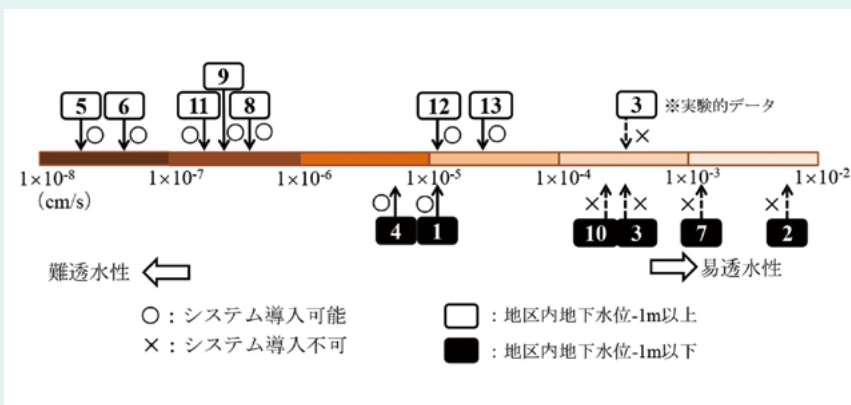 9
5 6 11 8 12 13 3 ※実験的データ
○ ○ ○ ○ ○ ○ ○ ×
1×10-8 1×10-7 1×10-6 1×10-5 1×10-4 1×10-3 1×10-2
(cm/s)
○ ○ × × × ×
4 1 10 3 7 2
難透水性 易透水性
○：システム導入可能
×：システム導入不可
：地区内地下水位-1m以上
：地区内地下水位-1m以下